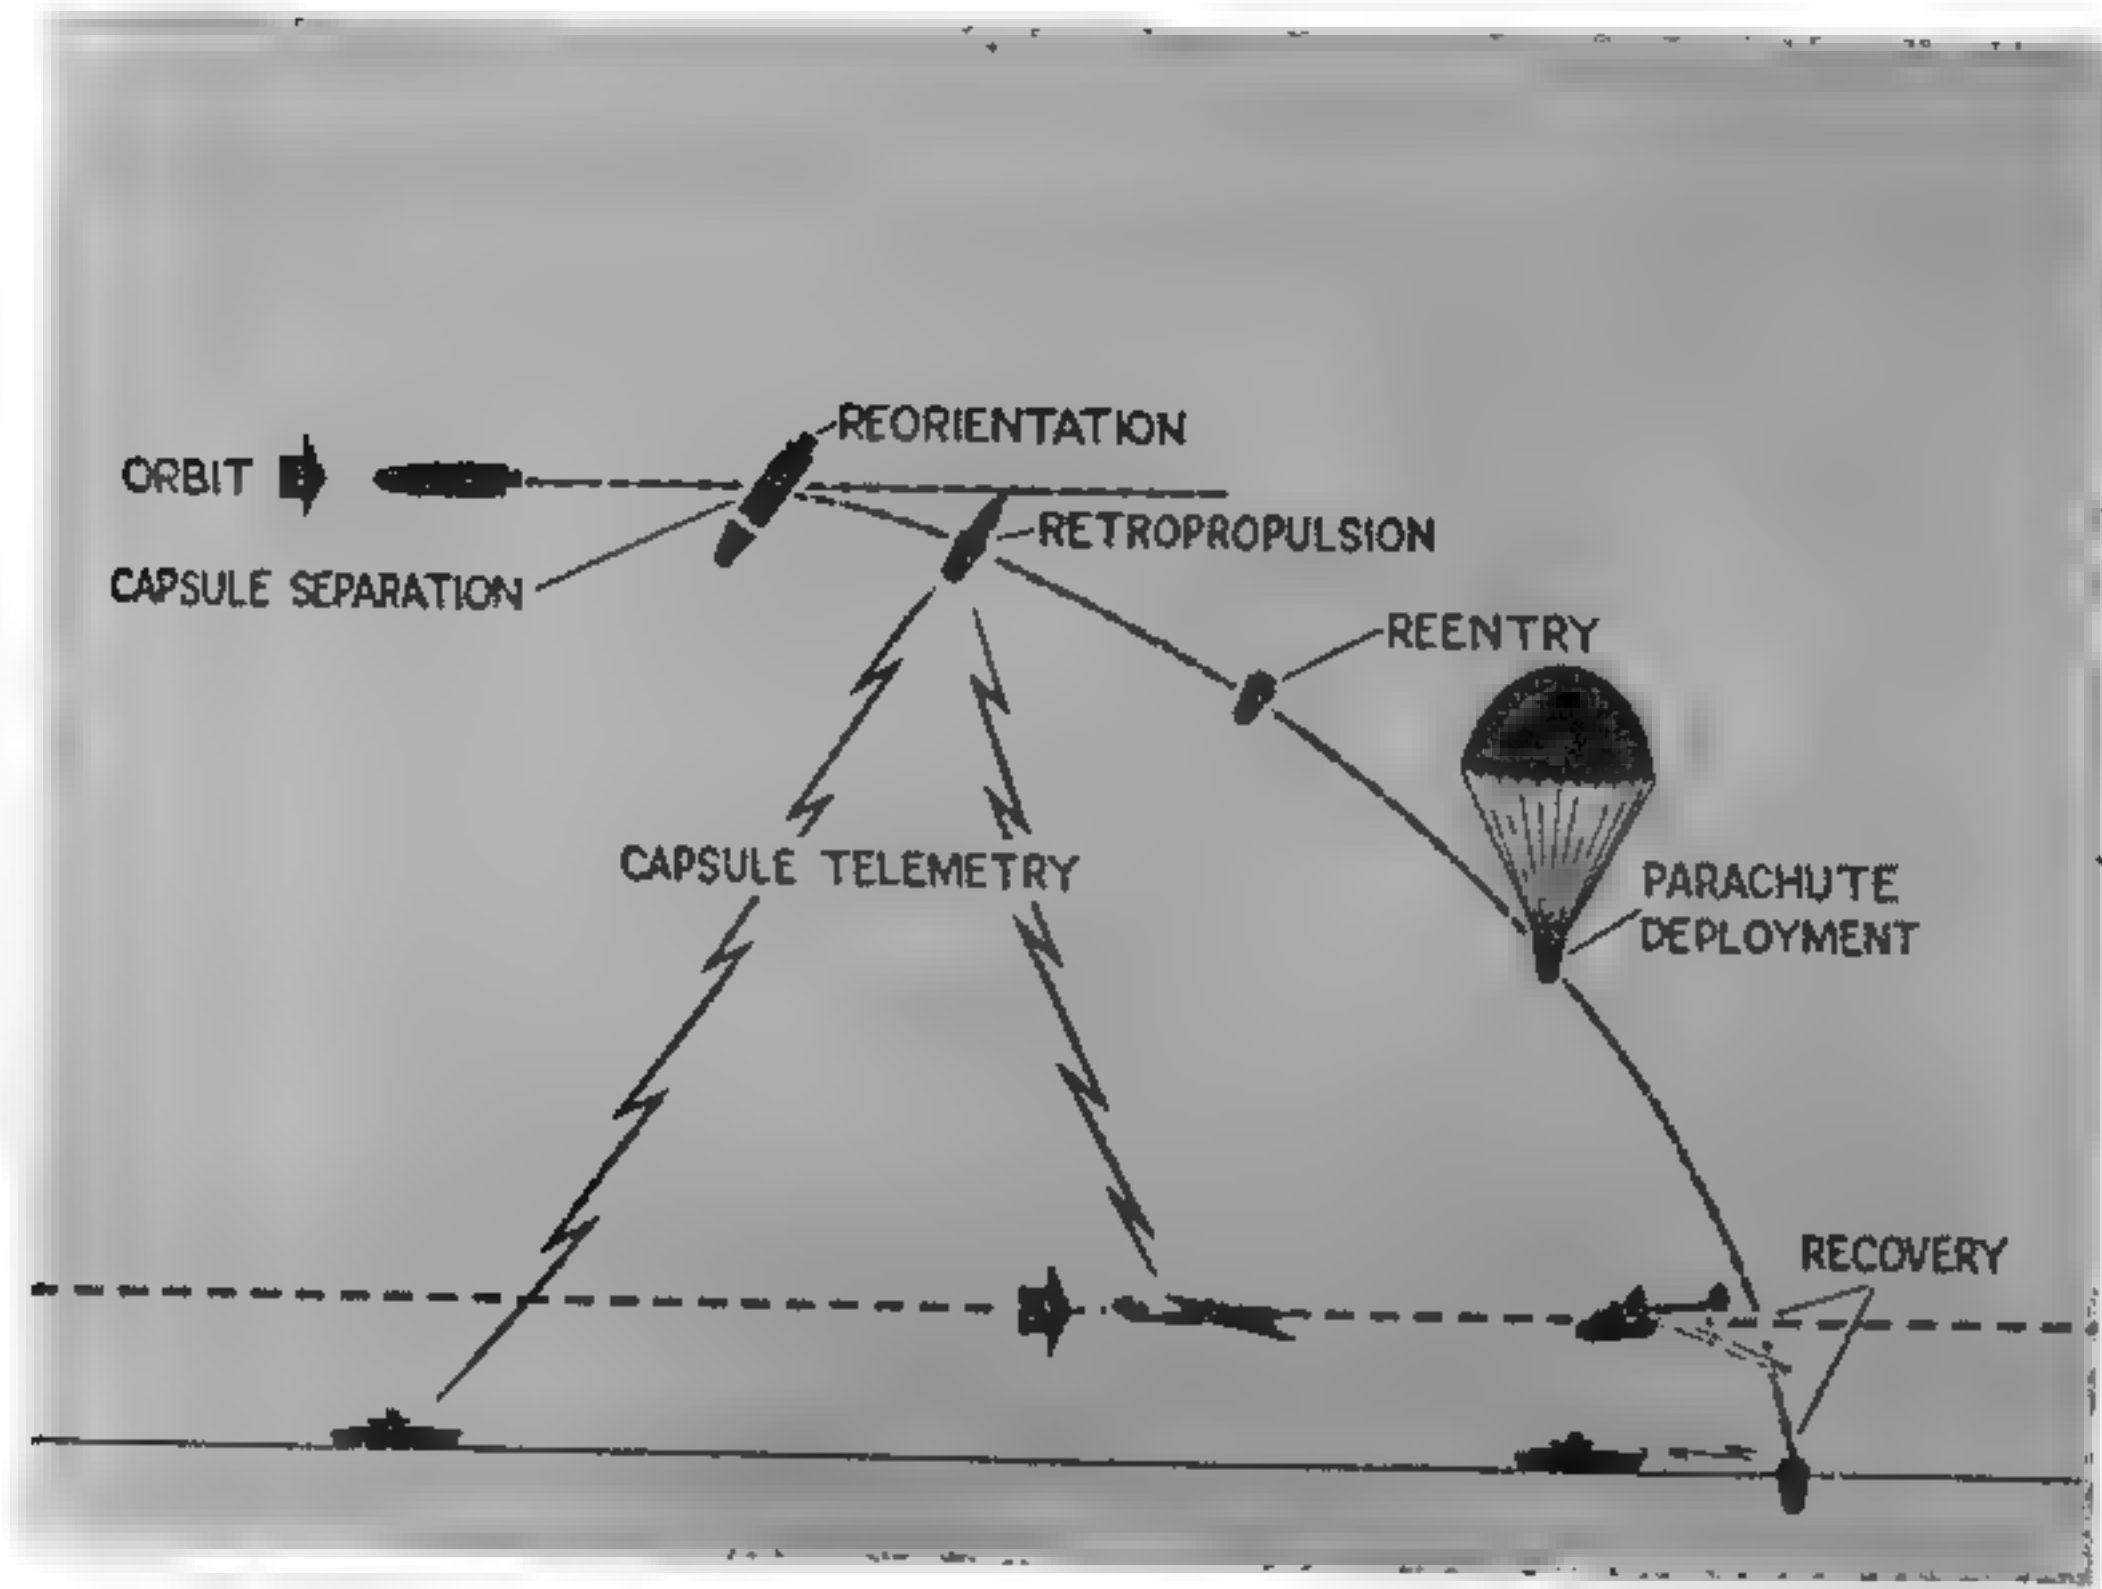 REORIENTATION
ORBIT
RETROPROPULSION
CAPSULE SEPARATION
REENTRY
CAPSULE TELEMETRY
PARACHUTE
DEPLOYMENT
RECOVERY